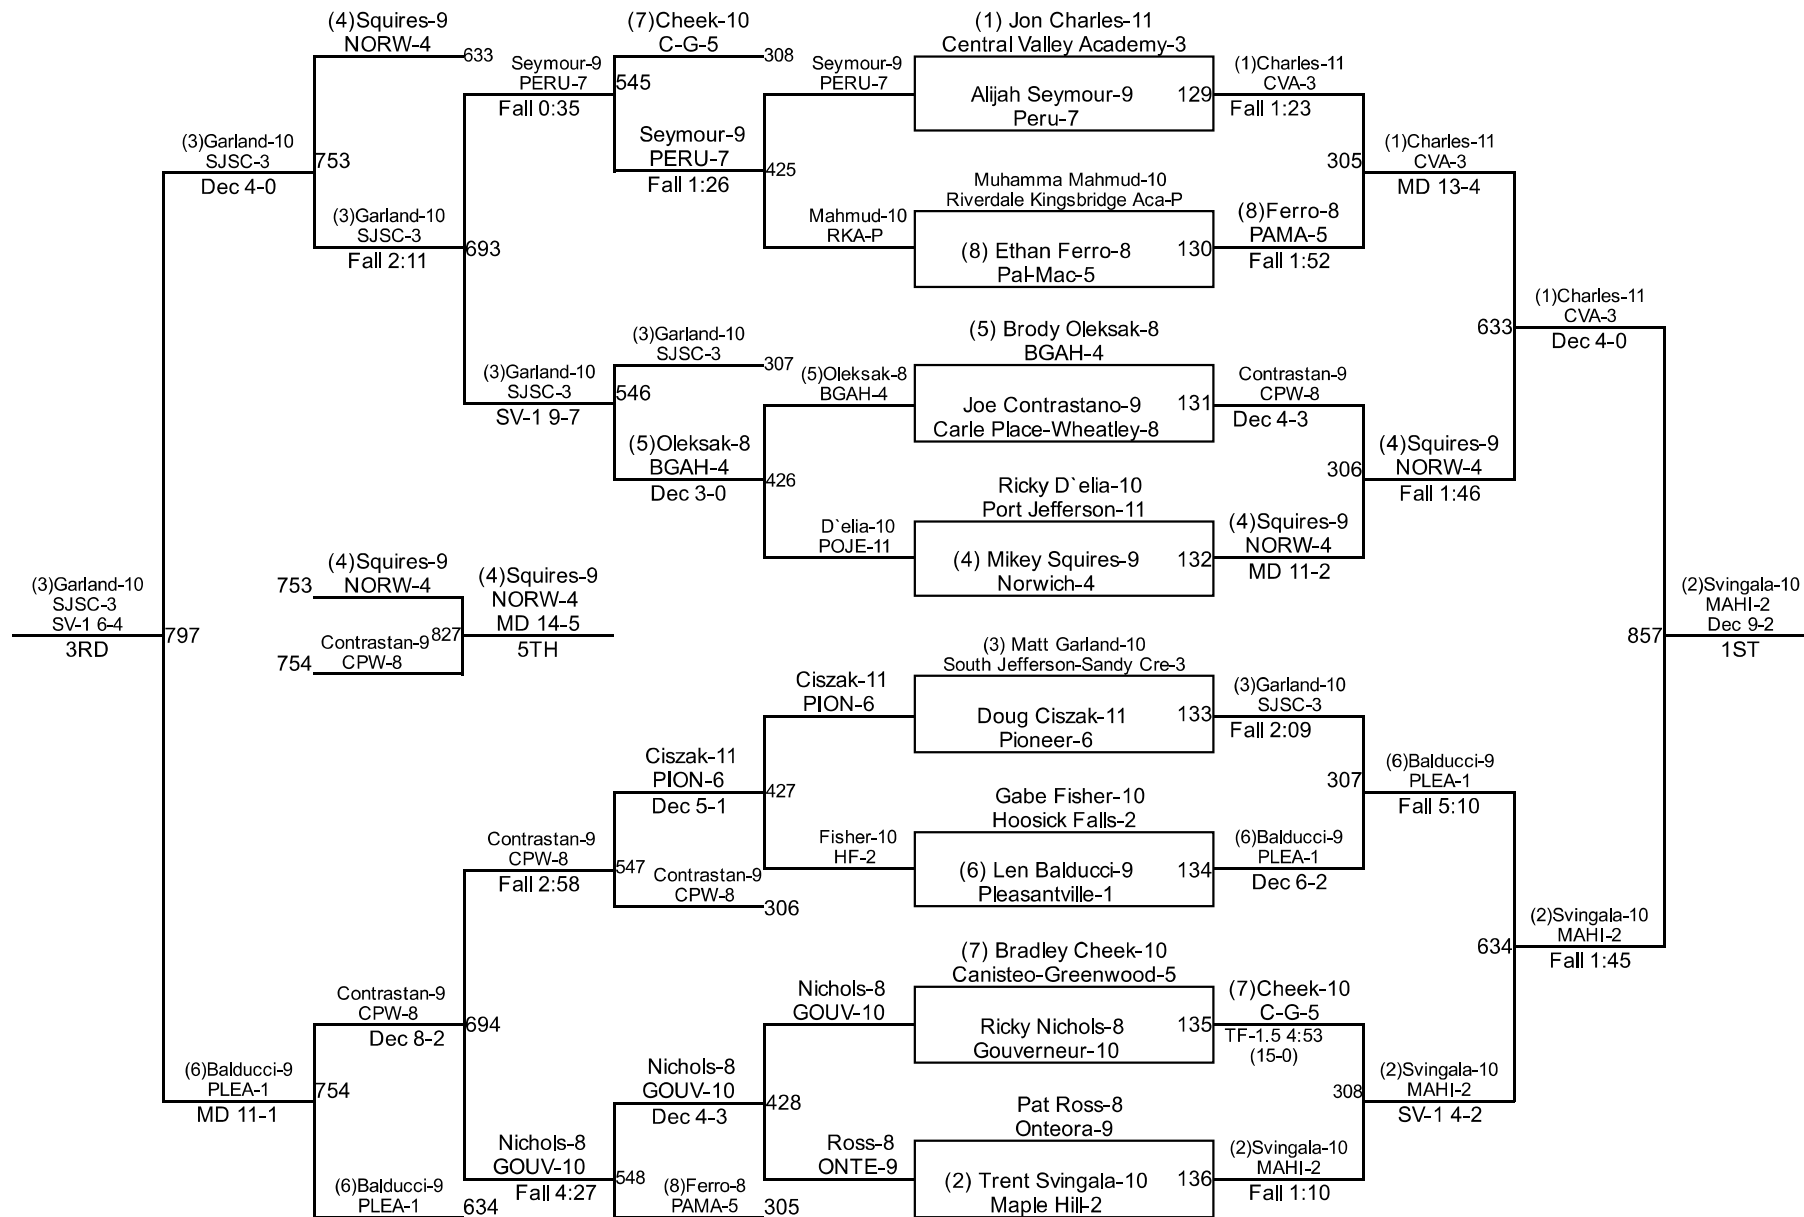 (4)Squires-9
NORW-4
633
(3)Garland-10
SJSC-3
Dec 4-0
753
(3)Garland-10
SJSC-3
Fall 2:11
693
Seymour-9
PERU-7
Fall 0:35
545
(7)Cheek-10
C-G-5
308
Seymour-9
PERU-7
Fall 1:26
425
Seymour-9
PERU-7
Mahmud-10
RKA-P
(1) Jon Charles-11
Central Valley Academy-3
Alijah Seymour-9
Peru-7
129
(1)Charles-11
CVA-3
Fall 1:23
Muhamma Mahmud-10
Riverdale Kingsbridge Aca-P
(8) Ethan Ferro-8
Pal-Mac-5
130
(8)Ferro-8
PAMA-5
Fall 1:52
305
(1)Charles-11
CVA-3
MD 13-4
(3)Garland-10
SJSC-3
SV-1 9-7
546
(3)Garland-10
SJSC-3
307
(5)Oleksak-8
BGAH-4
Dec 3-0
426
(5)Oleksak-8
BGAH-4
D`elia-10
POJE-11
(5) Brody Oleksak-8
BGAH-4
Joe Contrastano-9
Carle Place-Wheatley-8
131
Contrastan-9
CPW-8
Dec 4-3
Ricky D`elia-10
Port Jefferson-11
(4) Mikey Squires-9
Norwich-4
132
(4)Squires-9
NORW-4
MD 11-2
306
(4)Squires-9
NORW-4
Fall 1:46
633
(1)Charles-11
CVA-3
Dec 4-0
(3)Garland-10
SJSC-3
SV-1 6-4
3RD
797
753
(4)Squires-9
NORW-4
754
Contrastan-9
CPW-8
827
(4)Squires-9
NORW-4
MD 14-5
5TH
857
(2)Svingala-10
MAHI-2
Dec 9-2
1ST
Ciszak-11
PION-6
(3) Matt Garland-10
South Jefferson-Sandy Cre-3
Doug Ciszak-11
Pioneer-6
133
(3)Garland-10
SJSC-3
Fall 2:09
Ciszak-11
PION-6
Dec 5-1
427
Fisher-10
HF-2
Gabe Fisher-10
Hoosick Falls-2
(6) Len Balducci-9
Pleasantville-1
134
(6)Balducci-9
PLEA-1
Dec 6-2
307
(6)Balducci-9
PLEA-1
Fall 5:10
Contrastan-9
CPW-8
Fall 2:58
547
Contrastan-9
CPW-8
306
634
(2)Svingala-10
MAHI-2
Fall 1:45
Contrastan-9
CPW-8
Dec 8-2
694
Nichols-8
GOUV-10
(7) Bradley Cheek-10
Canisteo-Greenwood-5
Ricky Nichols-8
Gouverneur-10
135
(7)Cheek-10
C-G-5
TF-1.5 4:53
(15-0)
(6)Balducci-9
PLEA-1
MD 11-1
754
Nichols-8
GOUV-10
Dec 4-3
428
Ross-8
ONTE-9
Pat Ross-8
Onteora-9
(2) Trent Svingala-10
Maple Hill-2
136
(2)Svingala-10
MAHI-2
Fall 1:10
308
(2)Svingala-10
MAHI-2
SV-1 4-2
Nichols-8
GOUV-10
Fall 4:27
548
(8)Ferro-8
PAMA-5
305
(6)Balducci-9
PLEA-1
634